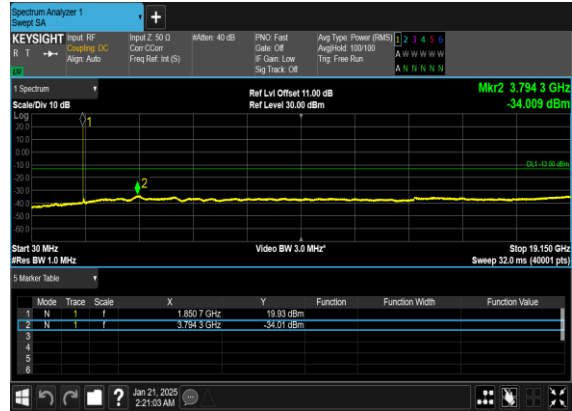 Spectrum Analyzer 1
Swept SA
+
KEYSIGHT
R T
Input: RF
Coupling: DC
Align: Auto
Input Z: 50 Ω
Corr CCorr
Freq Ref: Int (S)
#Atten: 40 dB
PNO: Fast
Gate: Off
IF Gain: Low
Sig Track: Off
Avg Type: Power (RMS)
Avg|Hold: 100/100
Trig: Free Run
1 2 3 4 5 6
A W W W W W
A N N N N N
1 Spectrum
Scale/Div 10 dB
Ref Lvl Offset 11.00 dB
Ref Level 30.00 dBm
Mkr2 3.794 3 GHz
-34.009 dBm
Log
20.0
10.0
0.00
-10.0
-20.0
-30.0
-40.0
-50.0
-60.0
1
2
DL1 -13.00 dBm
Start 30 MHz
#Res BW 1.0 MHz
Video BW 3.0 MHz*
Stop 19.150 GHz
Sweep 32.0 ms (40001 pts)
5 Marker Table
Mode Trace Scale X Y Function Function Width Function Value
1 N 1 f 1.850 7 GHz 19.93 dBm
2 N 1 f 3.794 3 GHz -34.01 dBm
3
4
5
6
?
Jan 21, 2025
2:21:03 AM